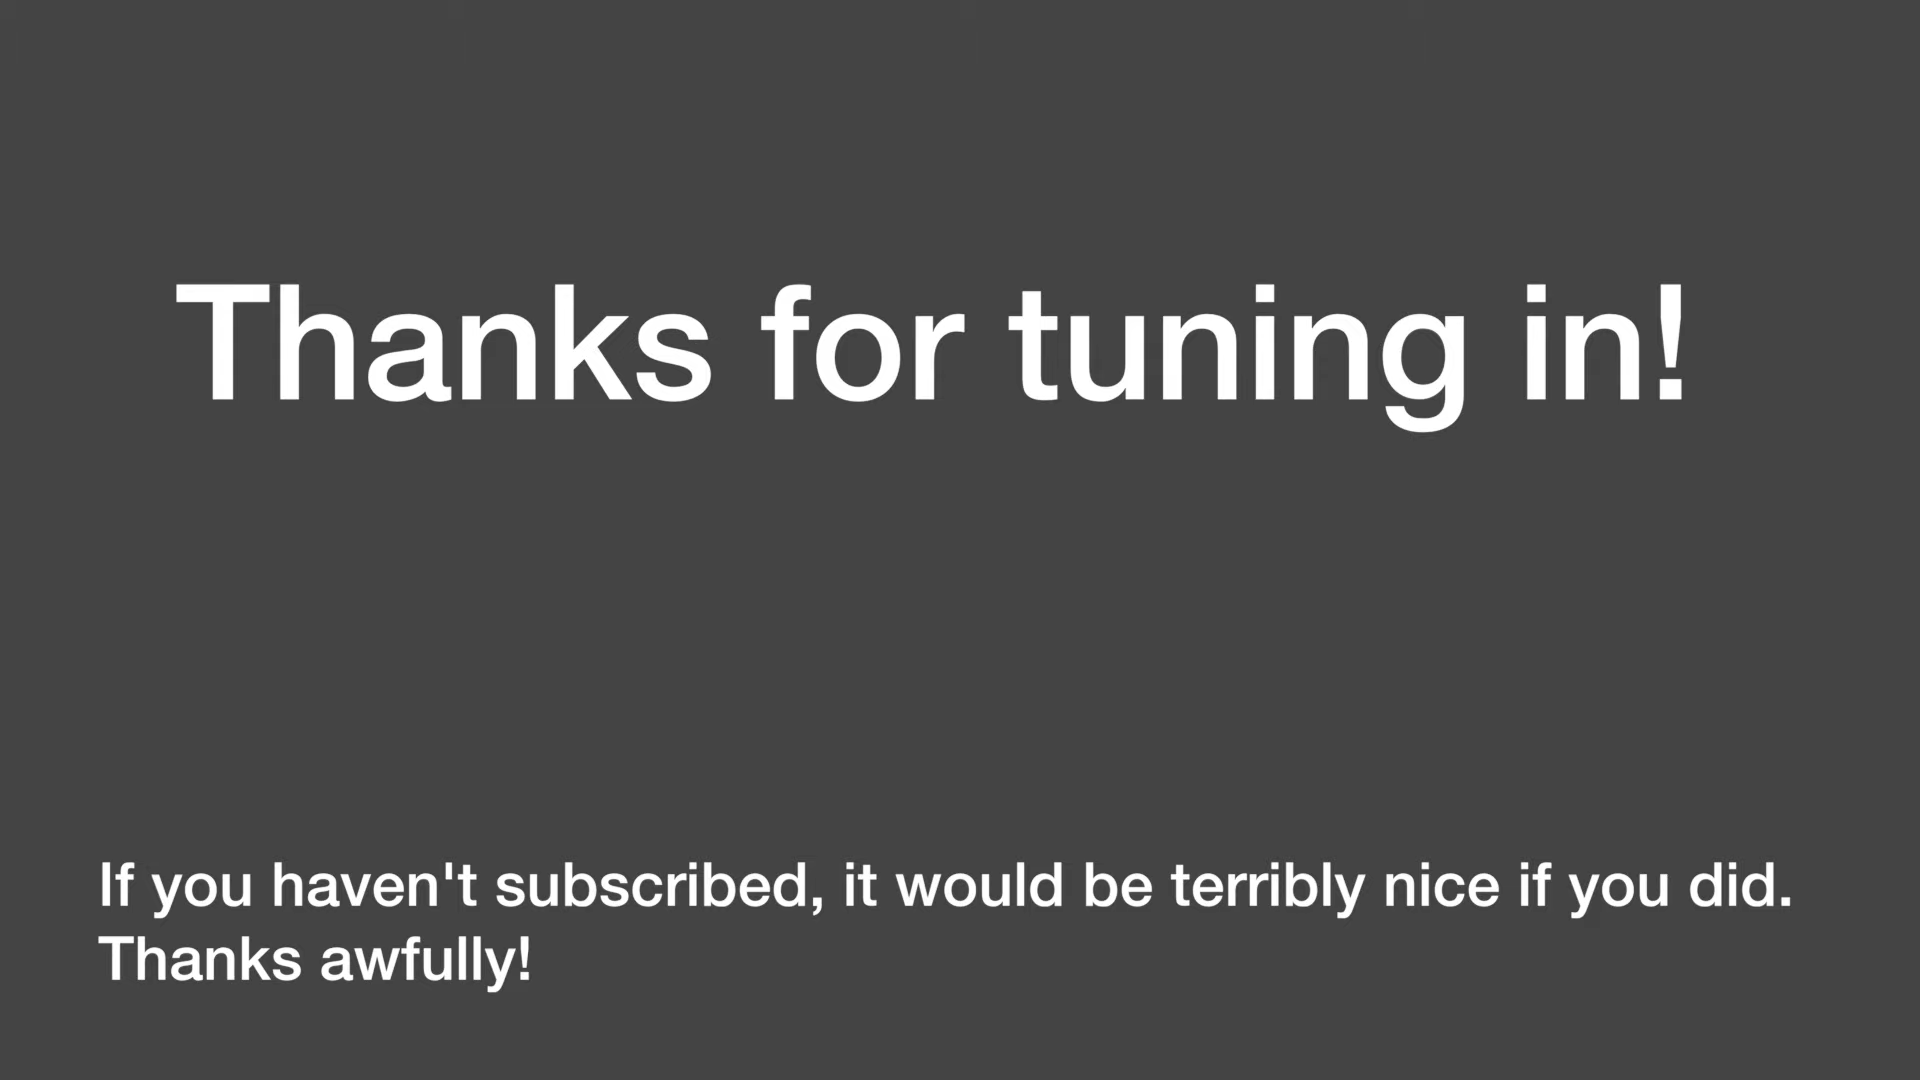 Thanks for tuning in!
If you haven't subscribed, it would be terribly nice if you did.
Thanks awfully!